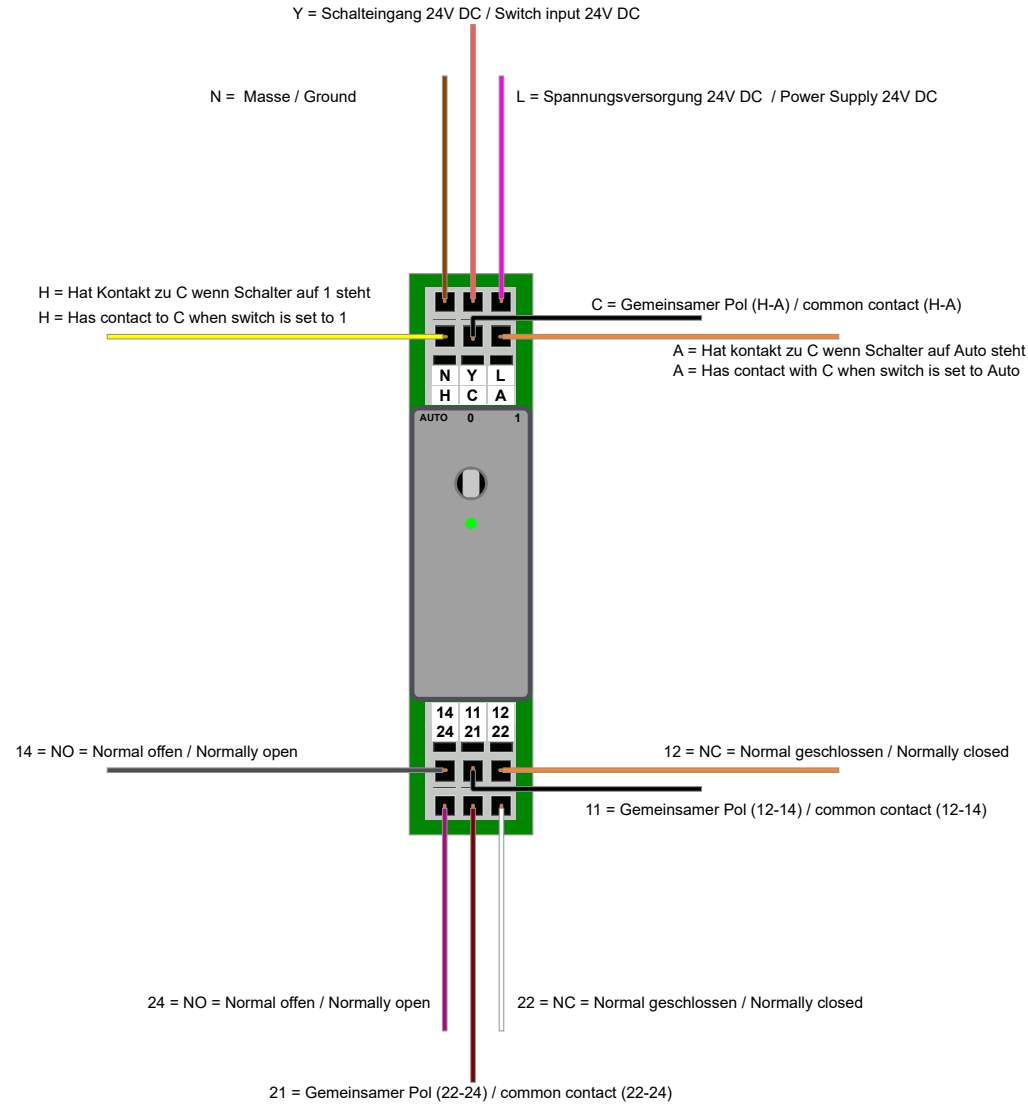 Y = Schalteingang 24V DC / Switch input 24V DC
N =  Masse / Ground
L = Spannungsversorgung 24V DC  / Power Supply 24V DC
H = Hat Kontakt zu C wenn Schalter auf 1 steht
H = Has contact to C when switch is set to 1
C = Gemeinsamer Pol (H-A) / common contact (H-A)
A = Hat kontakt zu C wenn Schalter auf Auto steht
A = Has contact with C when switch is set to Auto
N Y L
H C A
AUTO 0 1
14 11 12
24 21 22
14 = NO = Normal offen / Normally open
12 = NC = Normal geschlossen / Normally closed
11 = Gemeinsamer Pol (12-14) / common contact (12-14)
24 = NO = Normal offen / Normally open
22 = NC = Normal geschlossen / Normally closed
21 = Gemeinsamer Pol (22-24) / common contact (22-24)